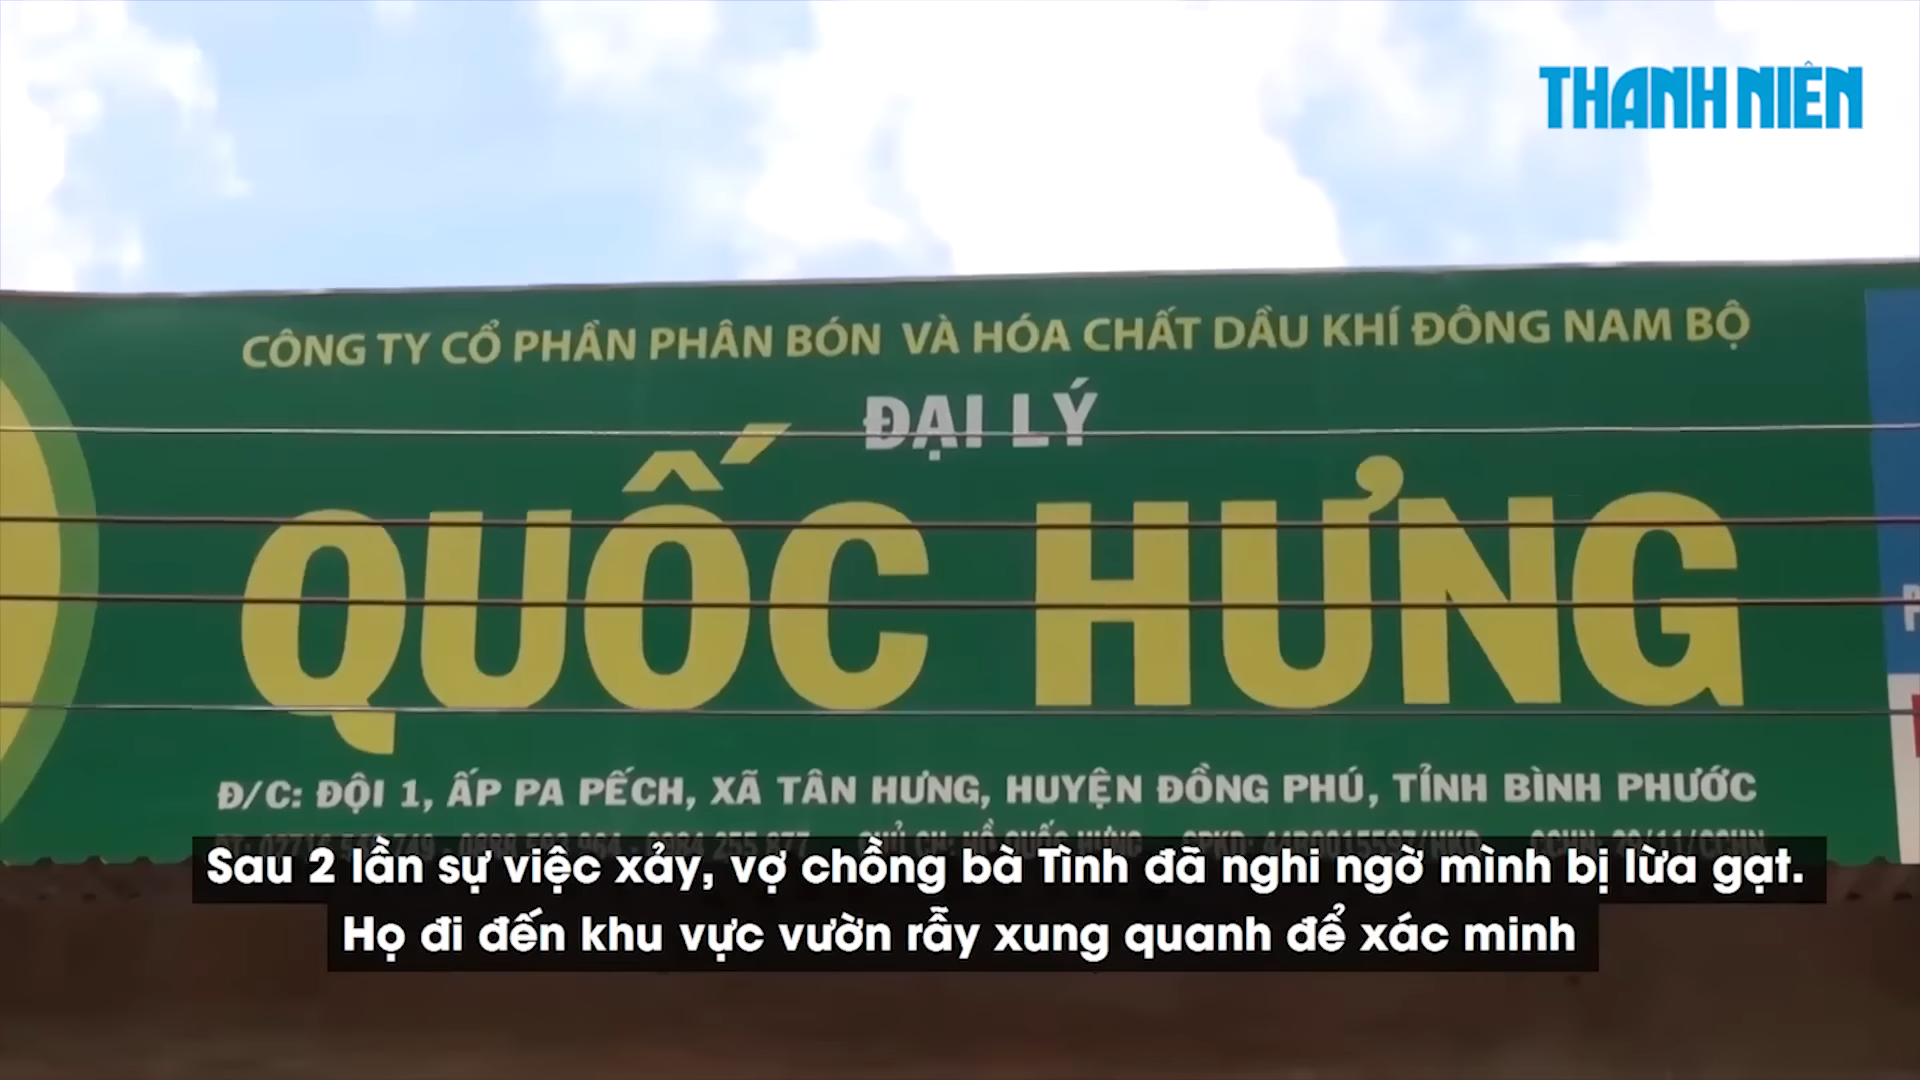 THANH NIÊN
CÔNG TY CỔ PHẦN PHÂN BÓN VÀ HÓA CHẤT DẦU KHÍ ĐÔNG NAM BỘ
ĐẠI LÝ
QUỐC HƯNG
Đ/C: ĐỘI 1, ẤP PA PẾCH, XÃ TÂN HƯNG, HUYỆN ĐỒNG PHÚ, TỈNH BÌNH PHƯỚC
Sau 2 lần sự việc xảy, vợ chồng bà Tình đã nghi ngờ mình bị lừa gạt.
Họ đi đến khu vực vườn rẫy xung quanh để xác minh